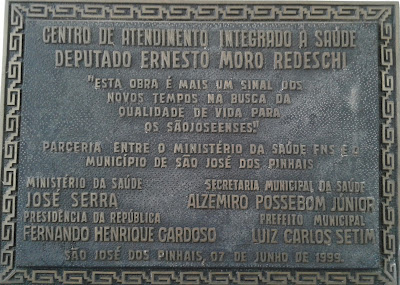 CENTRO DE ATENDIMENTO INTEGRADO À SAÚDE
DEPUTADO ERNESTO MORO REDESCHI
"ESTA OBRA É MAIS UM SINAL DOS
NOVOS TEMPOS NA BUSCA DA
QUALIDADE DE VIDA PARA
OS SÃOJOSEENSES."
PARCERIA ENTRE O MINISTÉRIO DA SAÚDE FNS E O
MUNICÍPIO DE SÃO JOSÉ DOS PINHAIS
MINISTÉRIO DA SAÚDE SECRETARIA MUNICIPAL DA SAÚDE
JOSÉ SERRA ALZEMIRO POSSEBOM JÚNIOR
PRESIDÊNCIA DA REPÚBLICA PREFEITO MUNICIPAL
FERNANDO HENRIQUE CARDOSO LUIZ CARLOS SETIM
SÃO JOSÉ DOS PINHAIS, 07 DE JUNHO DE 1999.